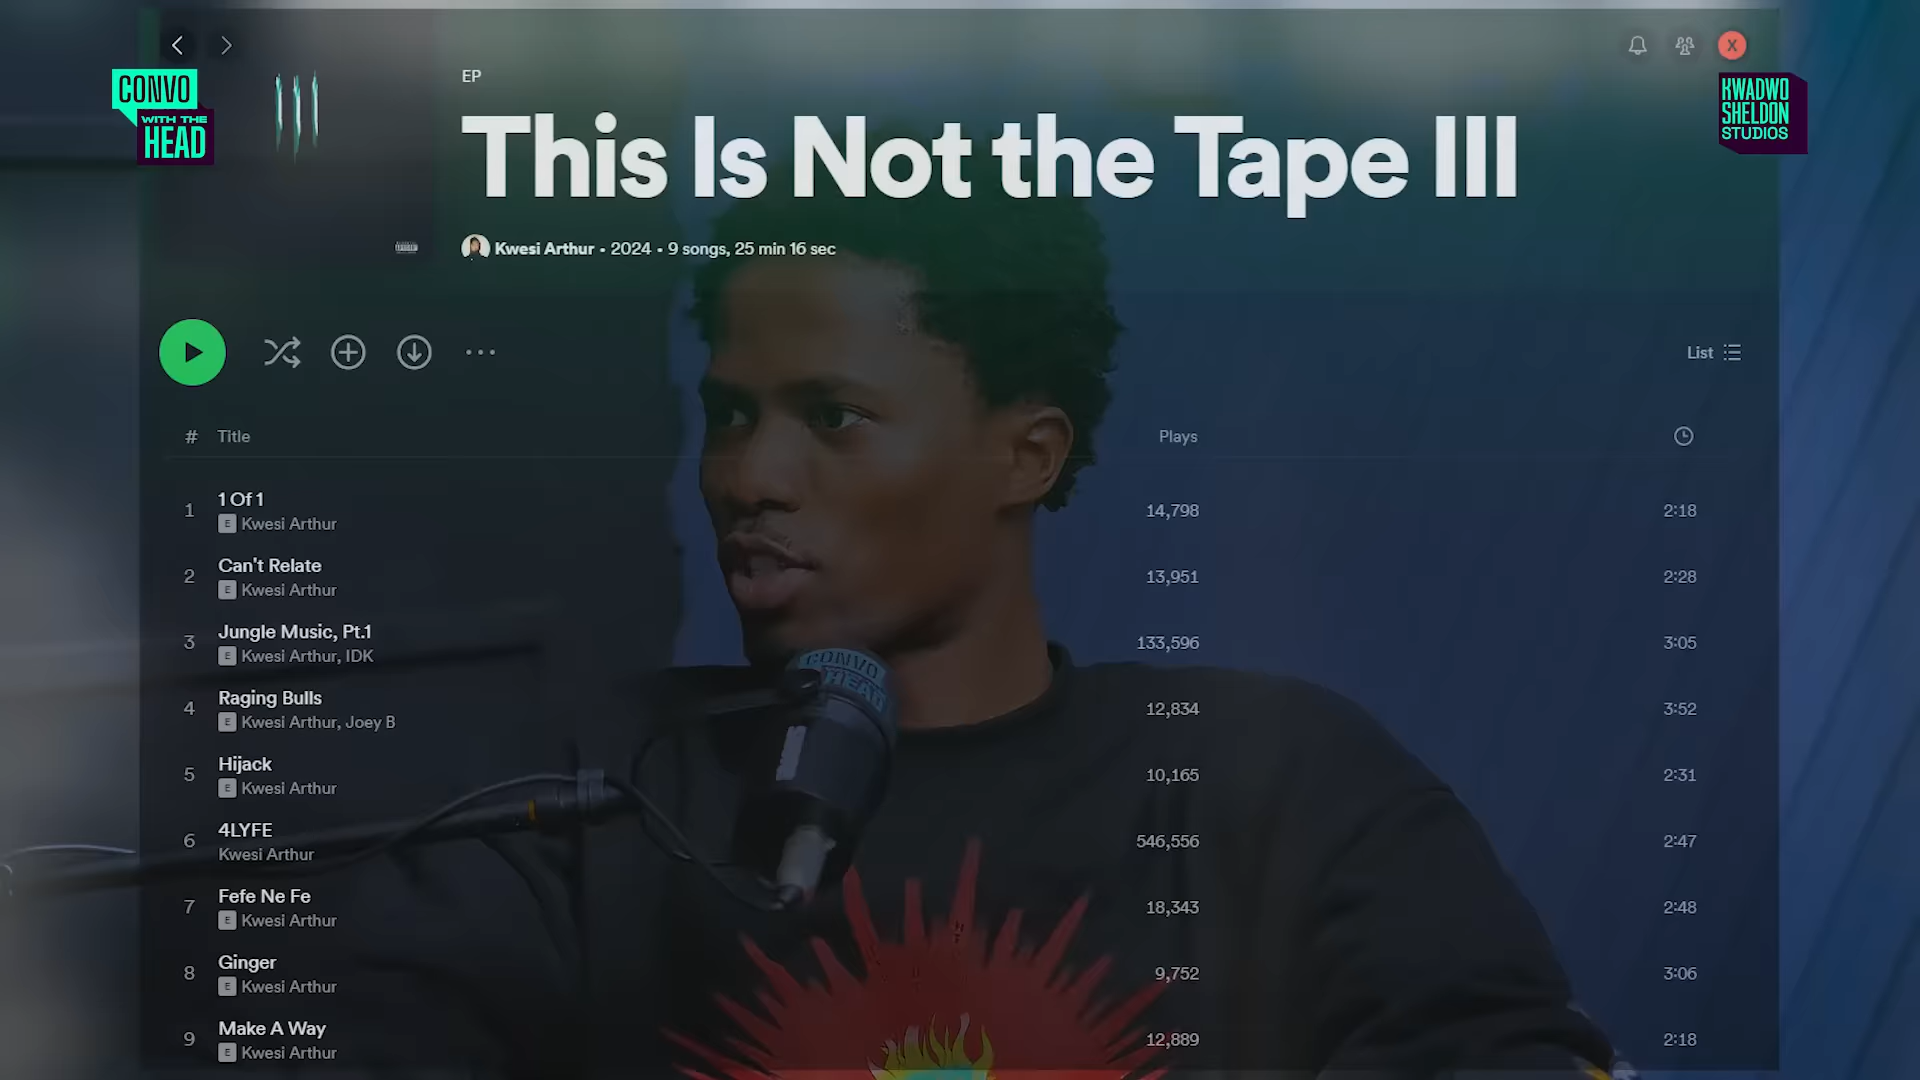 CONVO
WITH THE
HEAD
KWADWO
SHELDON
STUDIOS
X
EP
This Is Not the Tape III
Kwesi Arthur • 2024 • 9 songs, 25 min 16 sec
List
# Title Plays
1 1 Of 1 14,798 2:18
E Kwesi Arthur
2 Can't Relate 13,951 2:28
E Kwesi Arthur
3 Jungle Music, Pt.1 133,596 3:05
E Kwesi Arthur, IDK
4 Raging Bulls 12,834 3:52
E Kwesi Arthur, Joey B
5 Hijack 10,165 2:31
E Kwesi Arthur
6 4LYFE 546,556 2:47
Kwesi Arthur
7 Fefe Ne Fe 18,343 2:48
E Kwesi Arthur
8 Ginger 9,752 3:06
E Kwesi Arthur
9 Make A Way 12,889 2:18
E Kwesi Arthur
CONVO
HEAD